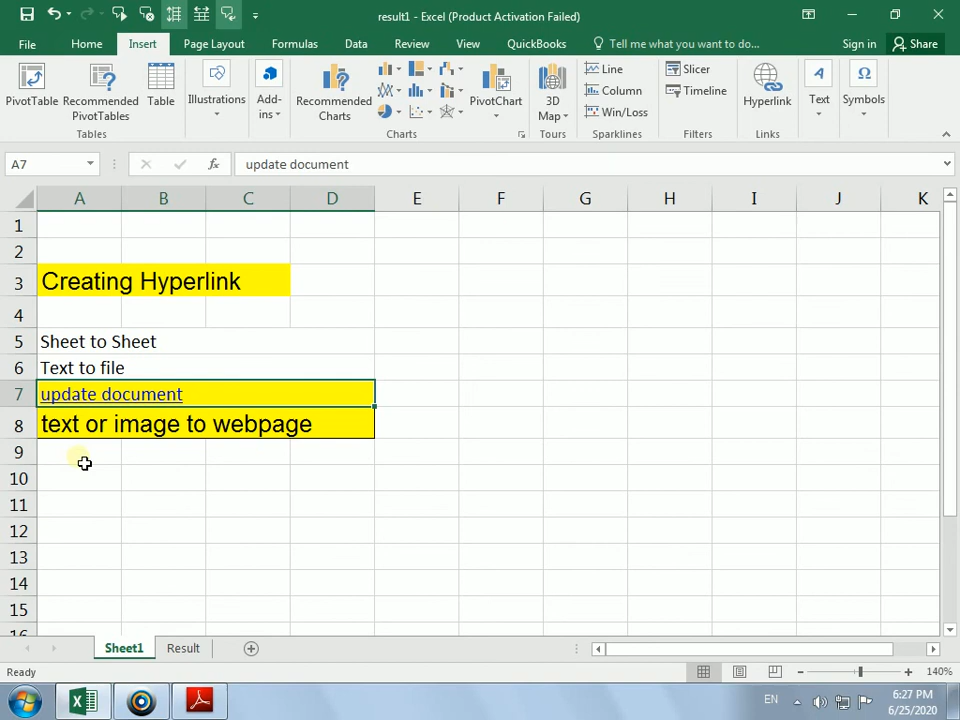 result1 - Excel (Product Activation Failed)
File Home Insert Page Layout Formulas Data Review View QuickBooks Tell me what you want to do... Sign in Share
PivotTable Recommended PivotTables Table Illustrations Add-ins Recommended Charts PivotChart 3D Map Line Column Win/Loss Slicer Timeline Hyperlink Text Symbols
Tables Charts Tours Sparklines Filters Links
A7 fx update document
A B C D E F G H I J K
1
2
3 Creating Hyperlink
4
5 Sheet to Sheet
6 Text to file
7 update document
8 text or image to webpage
9
10
11
12
13
14
15
16
Sheet1 Result
Ready 140%
EN 6:27 PM
6/25/2020